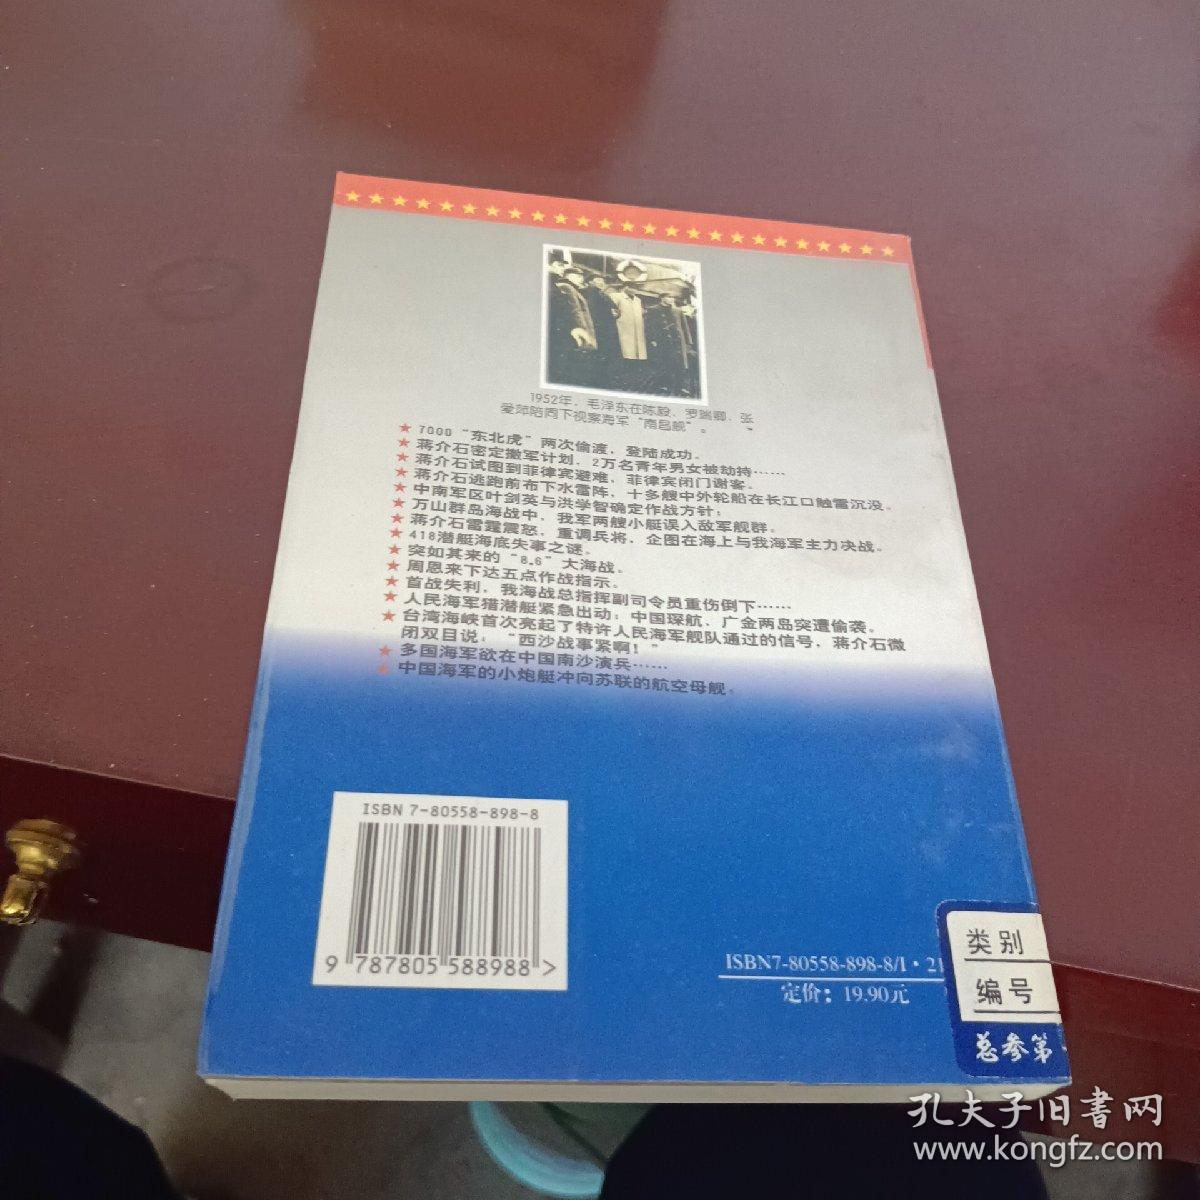 1952年，毛泽东在陈毅、罗瑞卿、张
爱萍陪同下视察海军“南昌舰”。
★ 7000“东北虎”两次偷渡，登陆成功。
★ 蒋介石密定撤军计划，2万名青年男女被劫持……
★ 蒋介石试图到菲律宾避难，菲律宾闭门谢客。
★ 蒋介石逃跑前布下水雷阵，十多艘中外轮船在长江口触雷沉没。
★ 中南军区叶剑英与洪学智确定作战方针；
★ 万山群岛海战中，我军两艘小艇误入敌军舰群。
★ 蒋介石雷霆震怒，重调兵将，企图在海上与我海军主力决战。
★ 418潜艇海底失事之谜。
★ 突如其来的“8.6”大海战。
★ 周恩来下达五点作战指示。
★ 首战失利，我海战总指挥副司令员重伤倒下……
★ 人民海军猎潜艇紧急出动；中国琛航、广金两岛突遭偷袭。
★ 台湾海峡首次亮起了特许人民海军舰队通过的信号，蒋介石微
闭双目说：“西沙战事紧啊！”
★ 多国海军欲在中国南沙演兵……
★ 中国海军的小炮艇冲向苏联的航空母舰。
ISBN 7-80558-898-8
9 787805 588988 >
ISBN7-80558-898-8/I·21
定价：19.90元
类别
编号
总参第
孔夫子旧书网
www.kongfz.com